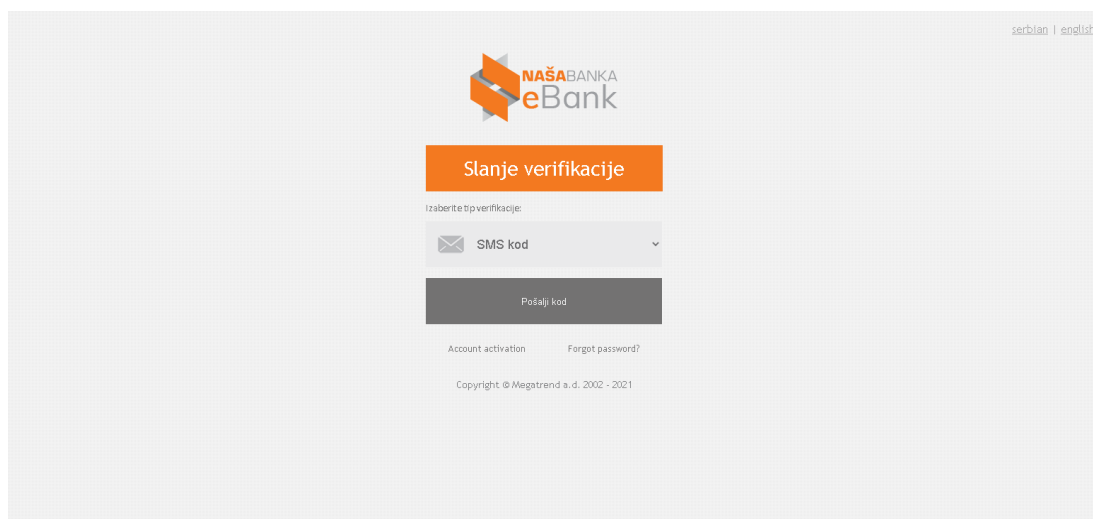 serbian | english
NAŠABANKA
eBank
Slanje verifikacije
Izaberite tip verifikacije:
SMS kod
Pošalji kod
Account activation Forgot password?
Copyright © Megatrend a.d. 2002 - 2021